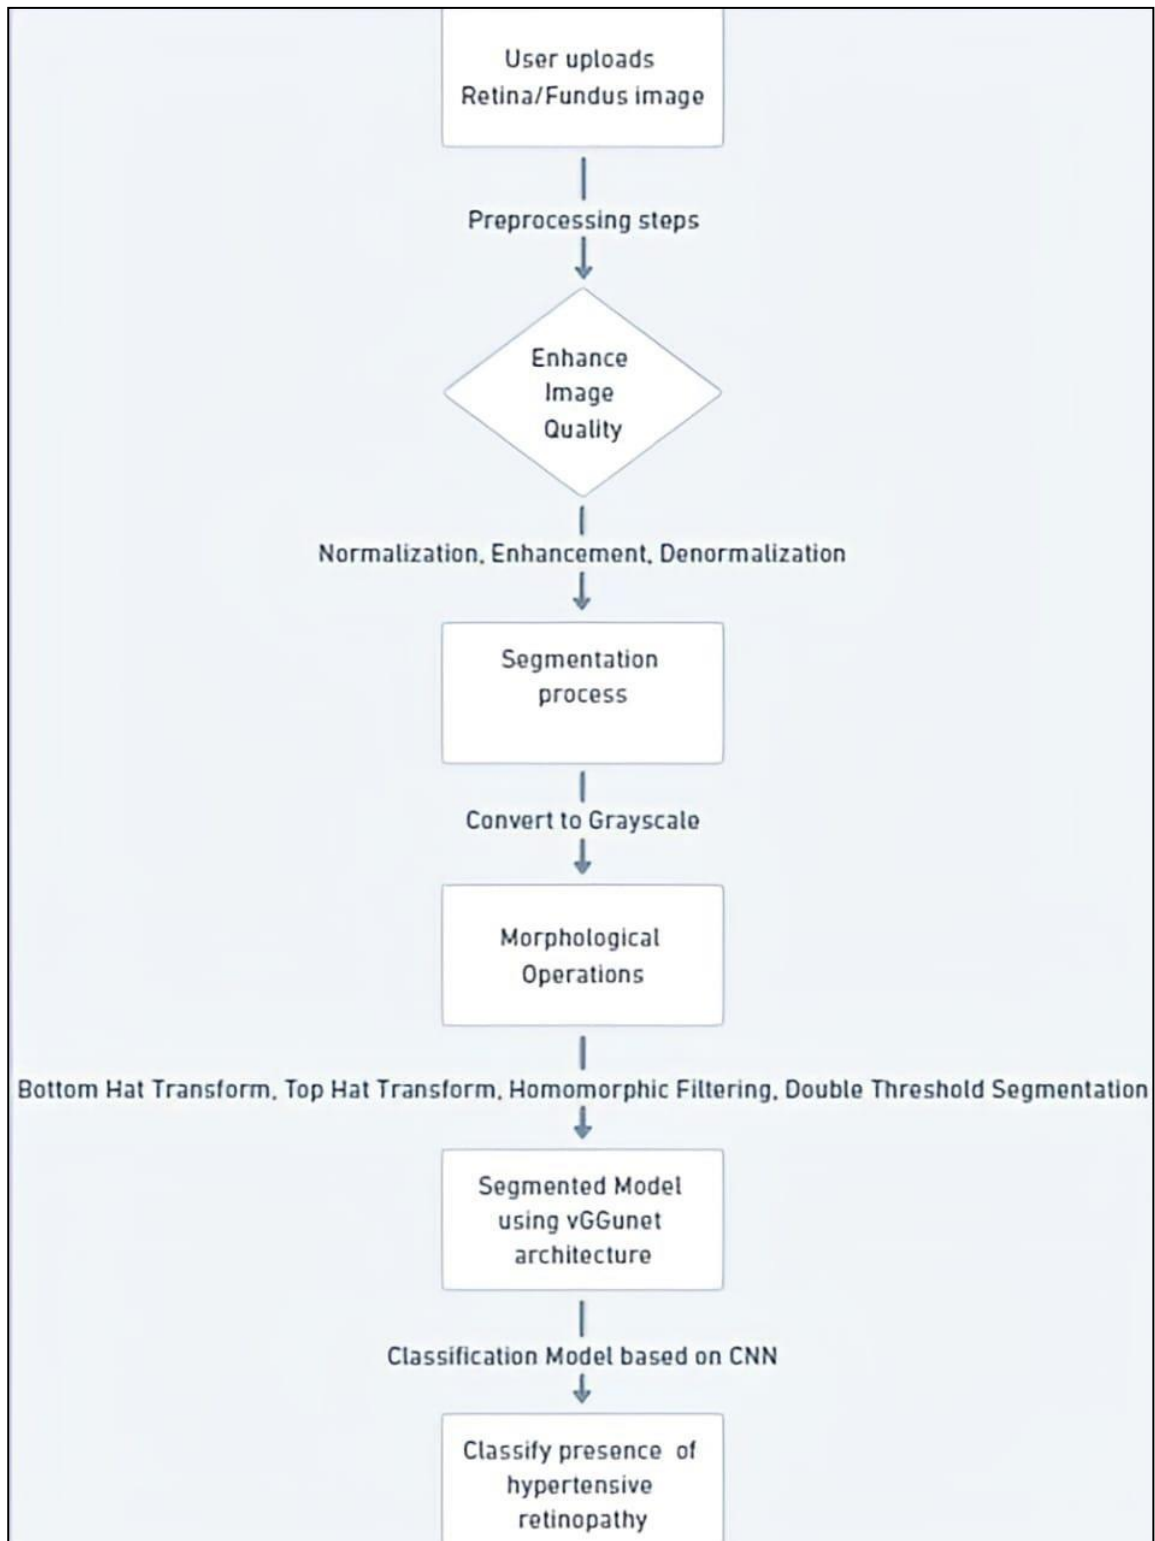 User uploads
Retina/Fundus image
Preprocessing steps
Enhance
Image
Quality
Normalization, Enhancement, Denormalization
Segmentation
process
Convert to Grayscale
Morphological
Operations
Bottom Hat Transform, Top Hat Transform, Homomorphic Filtering, Double Threshold Segmentation
Segmented Model
using vGGunet
architecture
Classification Model based on CNN
Classify presence of
hypertensive
retinopathy